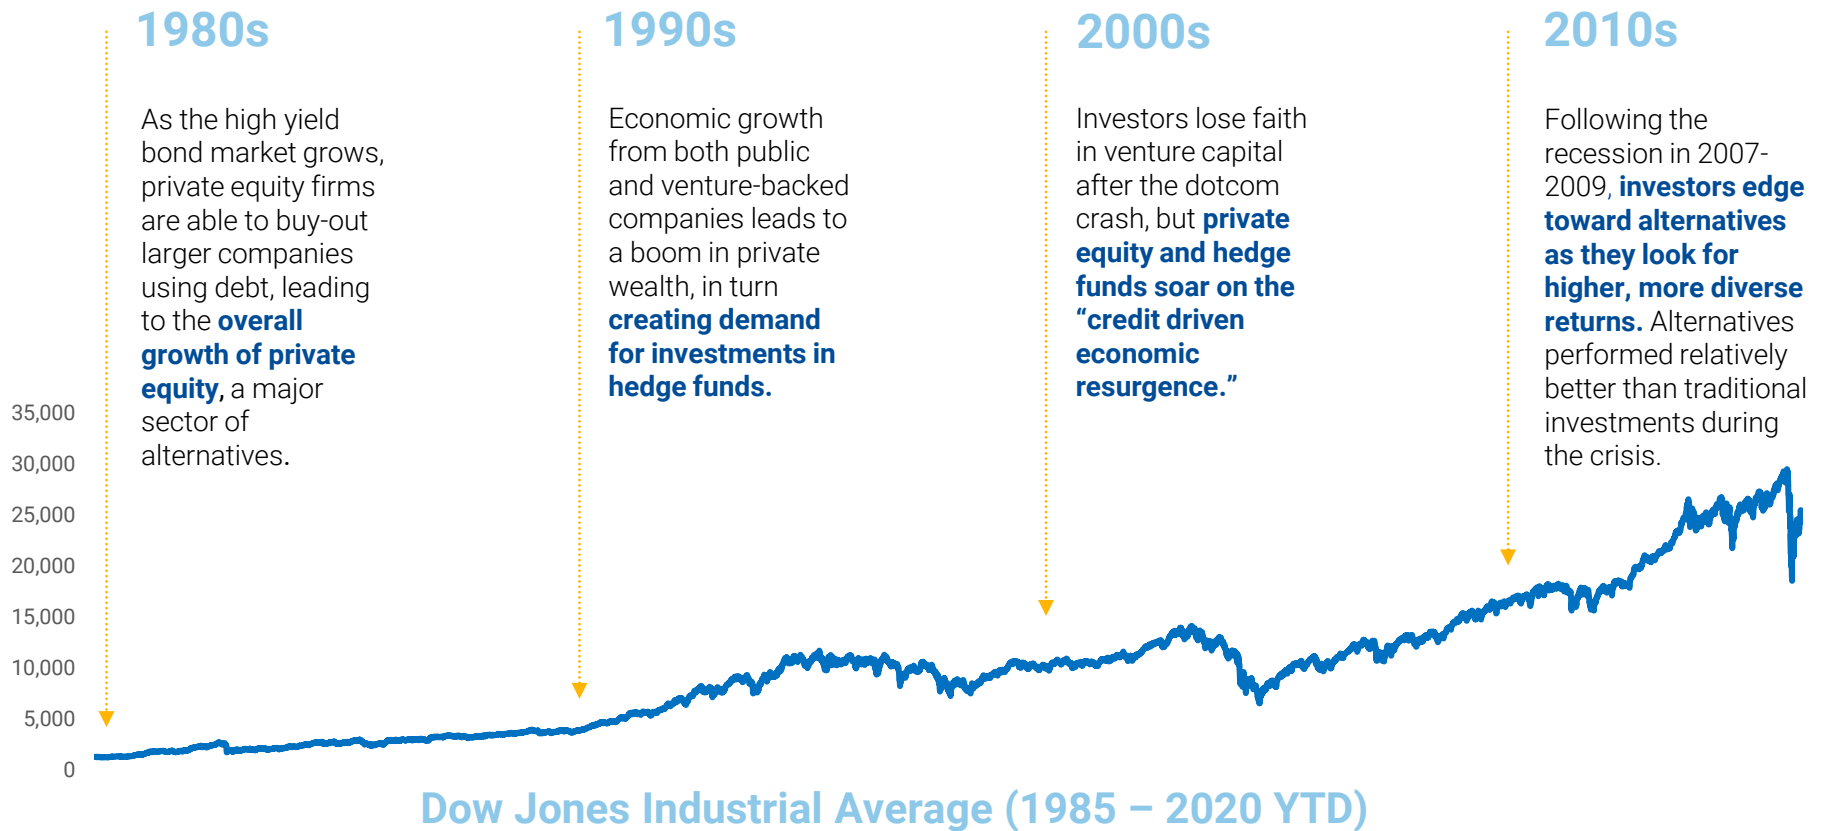 1980s
As the high yield
bond market grows,
private equity firms
are able to buy-out
larger companies
using debt, leading
to the overall
growth of private
equity, a major
sector of
alternatives.
1990s
Economic growth
from both public
and venture-backed
companies leads to
a boom in private
wealth, in turn
creating demand
for investments in
hedge funds.
2000s
Investors lose faith
in venture capital
after the dotcom
crash, but private
equity and hedge
funds soar on the
“credit driven
economic
resurgence.”
2010s
Following the
recession in 2007-
2009, investors edge
toward alternatives
as they look for
higher, more diverse
returns. Alternatives
performed relatively
better than traditional
investments during
the crisis.
35,000
30,000
25,000
20,000
15,000
10,000
5,000
0
Dow Jones Industrial Average (1985 – 2020 YTD)